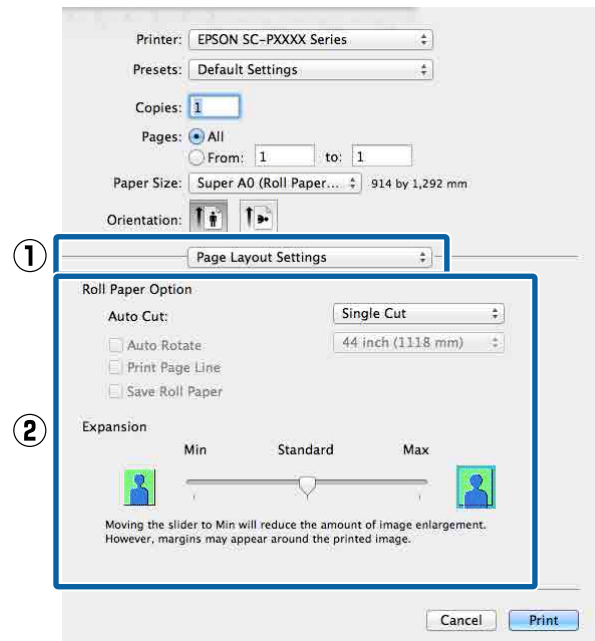 Printer: EPSON SC-PXXXX Series
Presets: Default Settings
Copies: 1
Pages: All
From: 1 to: 1
Paper Size: Super A0 (Roll Paper... 914 by 1,292 mm
Orientation:
① Page Layout Settings
Roll Paper Option
Auto Cut: Single Cut
Auto Rotate 44 inch (1118 mm)
Print Page Line
Save Roll Paper
②
Expansion
Min Standard Max
Moving the slider to Min will reduce the amount of image enlargement.
However, margins may appear around the printed image.
Cancel Print